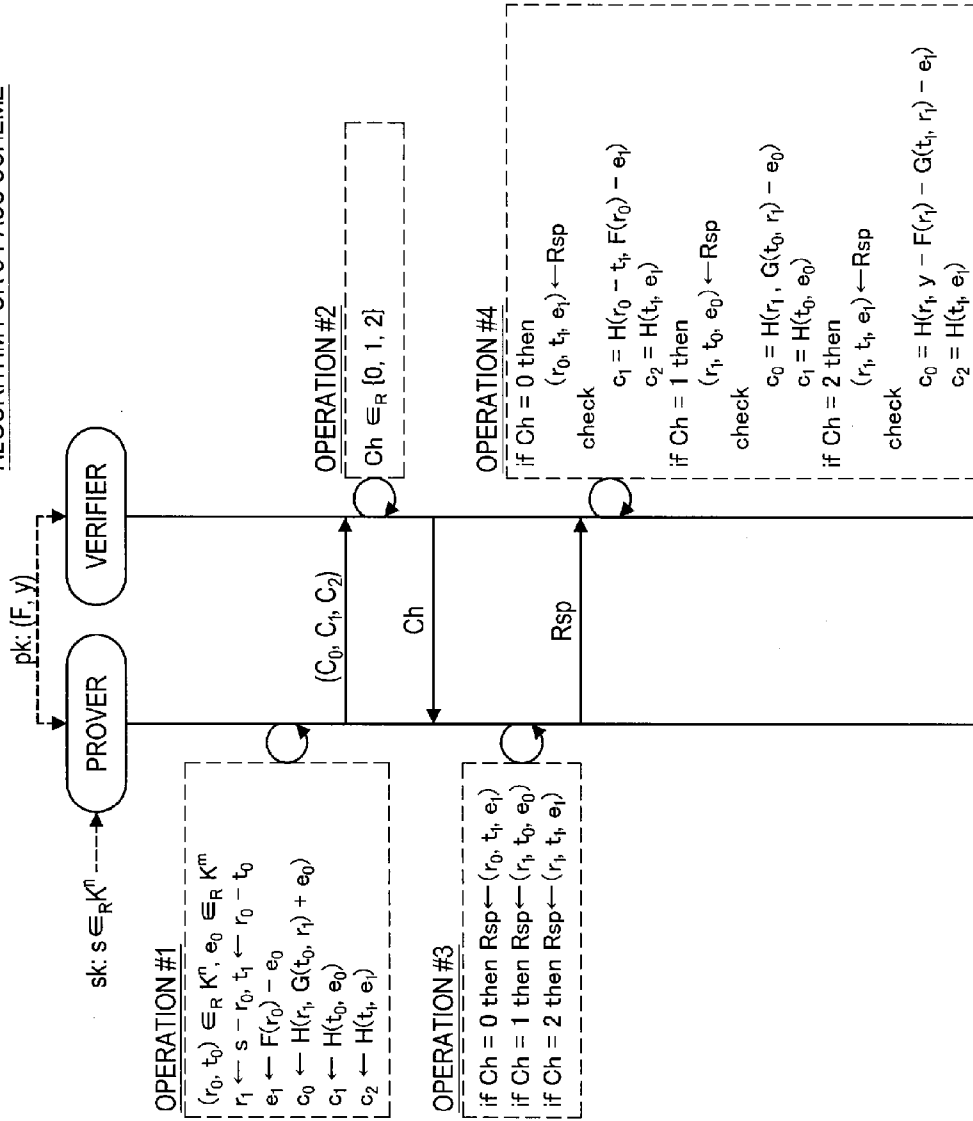 ALGORITHM FOR 3-PASS SCHEME
pk: (F, y)
sk: s ∈_R K^n
PROVER
VERIFIER
OPERATION #1
(r₀, t₀) ∈_R K^n, e₀ ∈_R K^m
r₁ ← s − r₀, t₁ ← r₀ − t₀
e₁ ← F(r₀) − e₀
c₀ ← H(r₁, G(t₀, r₁) + e₀)
c₁ ← H(t₀, e₀)
c₂ ← H(t₁, e₁)
(C₀, C₁, C₂)
OPERATION #2
Ch ∈_R {0, 1, 2}
Ch
OPERATION #3
if Ch = 0 then Rsp←(r₀, t₁, e₁)
if Ch = 1 then Rsp←(r₁, t₀, e₀)
if Ch = 2 then Rsp←(r₁, t₁, e₁)
Rsp
OPERATION #4
if Ch = 0 then
(r₀, t₁, e₁)←Rsp
check
c₁ = H(r₀ − t₁, F(r₀) − e₁)
c₂ = H(t₁, e₁)
if Ch = 1 then
(r₁, t₀, e₀)←Rsp
check
c₀ = H(r₁, G(t₀, r₁) − e₀)
c₁ = H(t₀, e₀)
if Ch = 2 then
(r₁, t₁, e₁)←Rsp
check
c₀ = H(r₁, y − F(r₁) − G(t₁, r₁) − e₁)
c₂ = H(t₁, e₁)